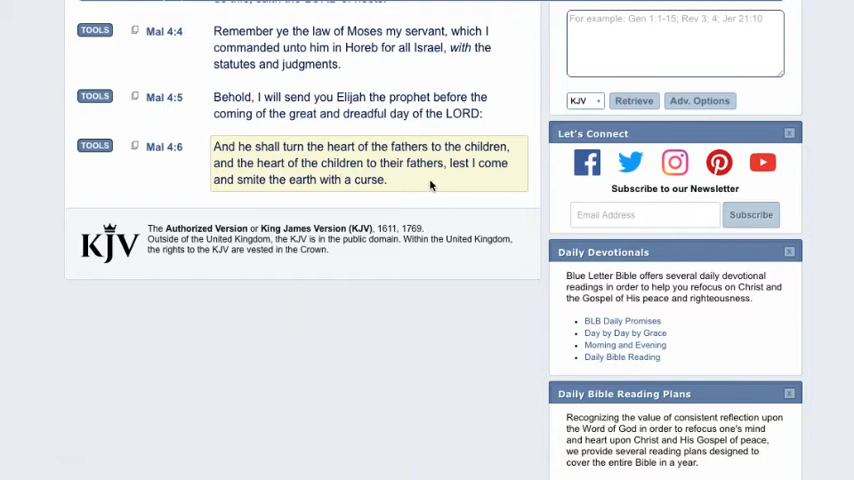 TOOLS Mal 4:4 Remember ye the law of Moses my servant, which I
commanded unto him in Horeb for all Israel, with the
statutes and judgments.
TOOLS Mal 4:5 Behold, I will send you Elijah the prophet before the
coming of the great and dreadful day of the LORD:
TOOLS Mal 4:6 And he shall turn the heart of the fathers to the children,
and the heart of the children to their fathers, lest I come
and smite the earth with a curse.
KJV
The Authorized Version or King James Version (KJV), 1611, 1769.
Outside of the United Kingdom, the KJV is in the public domain. Within the United Kingdom,
the rights to the KJV are vested in the Crown.
For example: Gen 1:1-15; Rev 3; 4; Jer 21:10
KJV Retrieve Adv. Options
Let's Connect
Subscribe to our Newsletter
Email Address Subscribe
Daily Devotionals
Blue Letter Bible offers several daily devotional
readings in order to help you refocus on Christ and
the Gospel of His peace and righteousness.
BLB Daily Promises
Day by Day by Grace
Morning and Evening
Daily Bible Reading
Daily Bible Reading Plans
Recognizing the value of consistent reflection upon
the Word of God in order to refocus one's mind
and heart upon Christ and His Gospel of peace,
we provide several reading plans designed to
cover the entire Bible in a year.